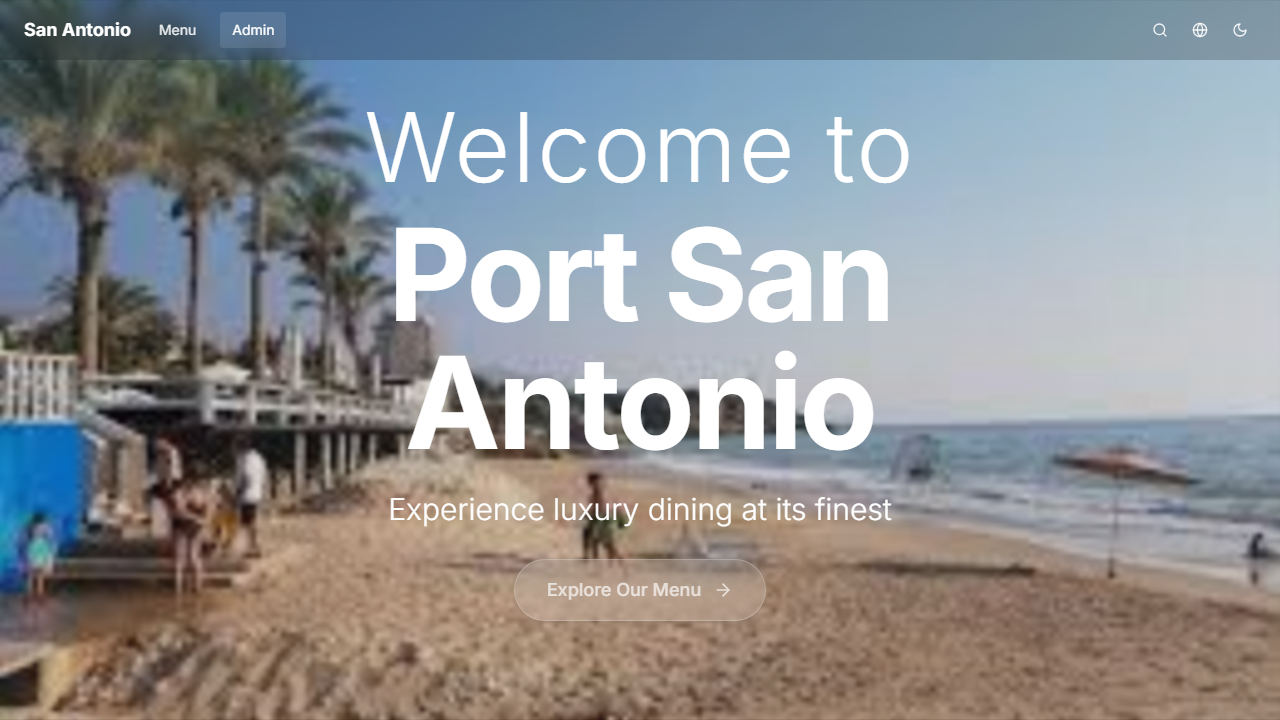 San Antonio Menu Admin
Welcome to
Port San
Antonio
Experience luxury dining at its finest
Explore Our Menu